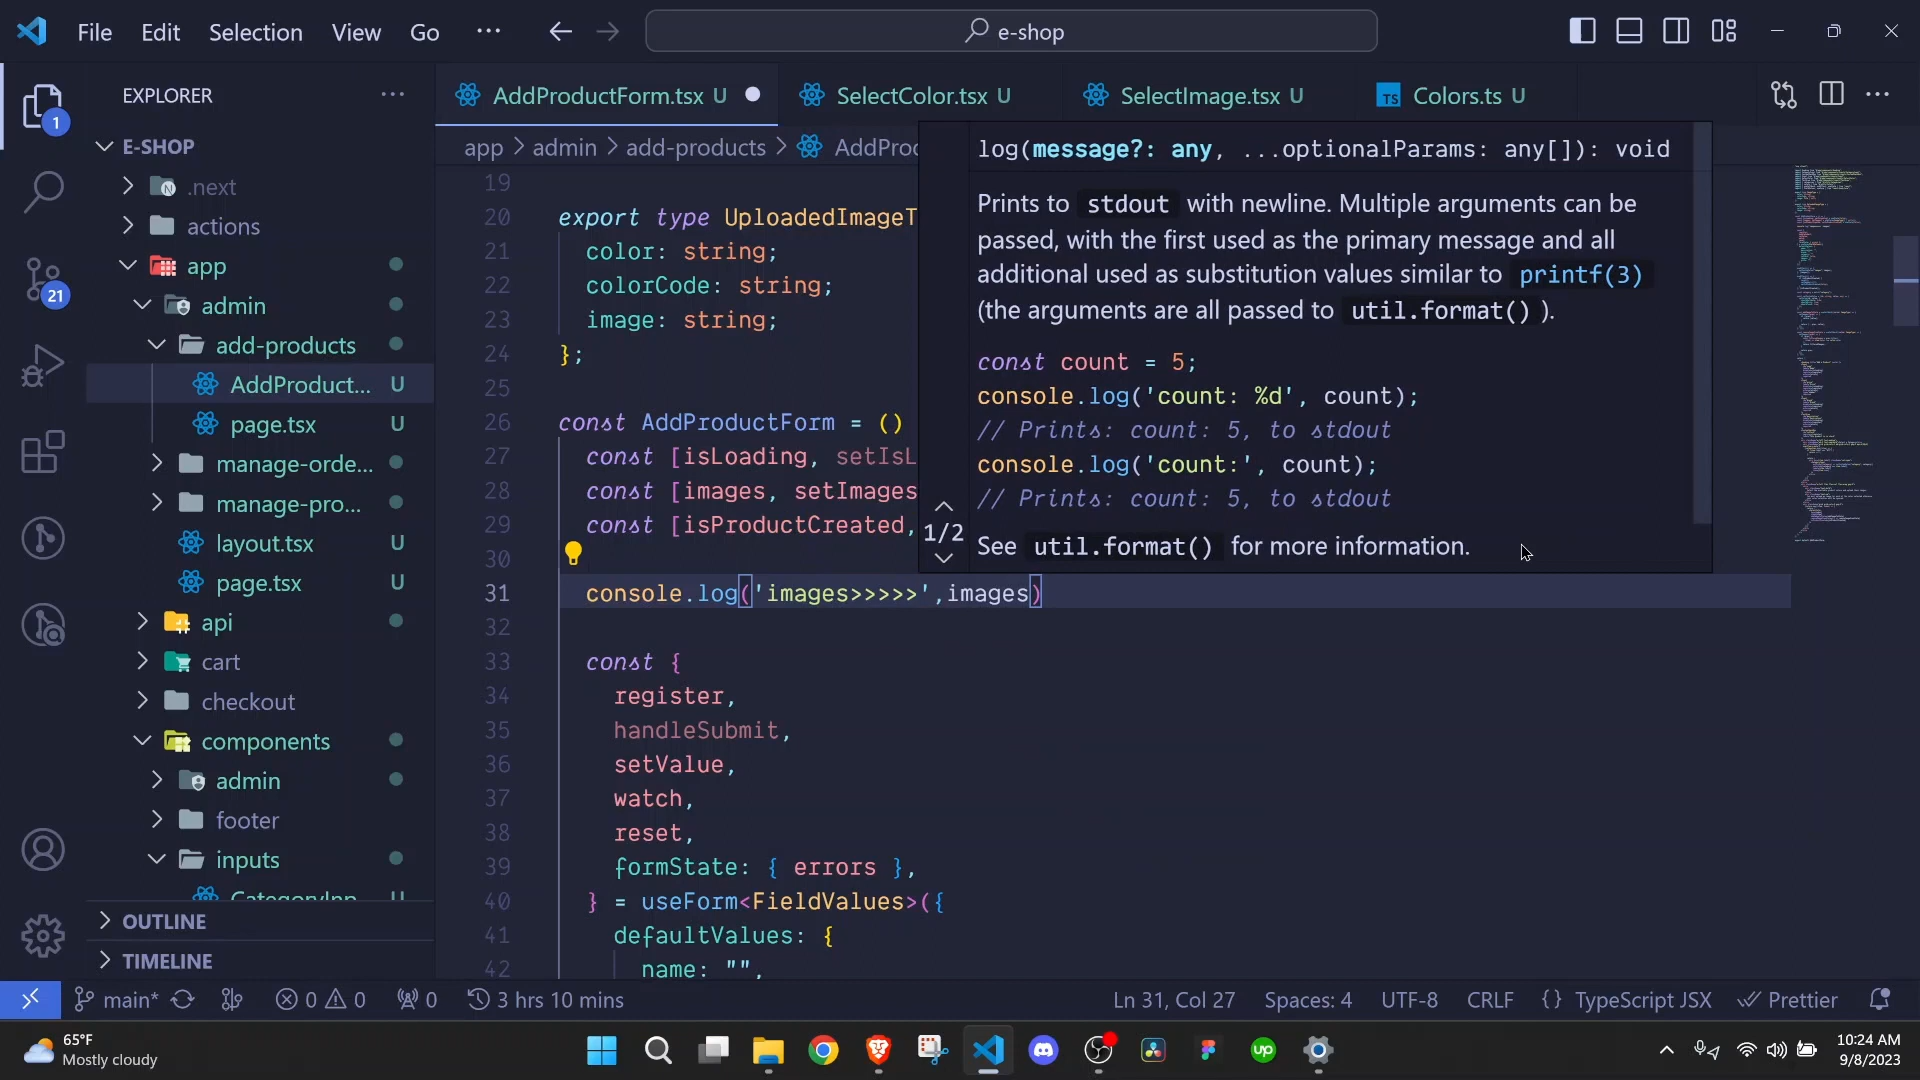 File Edit Selection View Go ··· e-shop
EXPLORER ···
1
E-SHOP
.next
actions
app
21
admin
add-products
AddProduct... U
page.tsx U
manage-orde...
manage-pro...
layout.tsx U
page.tsx U
api
cart
checkout
components
admin
footer
inputs
CategoryInp U
OUTLINE
TIMELINE
AddProductForm.tsx U
SelectColor.tsx U
SelectImage.tsx U
TS Colors.ts U
app > admin > add-products > AddProd
19
20 export type UploadedImageT
21 color: string;
22 colorCode: string;
23 image: string;
24 };
25
26 const AddProductForm = ()
27 const [isLoading, setIsL
28 const [images, setImages
29 const [isProductCreated,
30
31 console.log('images>>>>>',images)
32
33 const {
34 register,
35 handleSubmit,
36 setValue,
37 watch,
38 reset,
39 formState: { errors },
40 } = useForm<FieldValues>({
41 defaultValues: {
42 name: "",
log(message?: any, ...optionalParams: any[]): void
Prints to stdout with newline. Multiple arguments can be
passed, with the first used as the primary message and all
additional used as substitution values similar to printf(3)
(the arguments are all passed to util.format() ).
const count = 5;
console.log('count: %d', count);
// Prints: count: 5, to stdout
console.log('count:', count);
// Prints: count: 5, to stdout
1/2
See util.format() for more information.
main* 0 0 0 3 hrs 10 mins Ln 31, Col 27 Spaces: 4 UTF-8 CRLF {} TypeScript JSX Prettier
65°F
Mostly cloudy
up
10:24 AM
9/8/2023